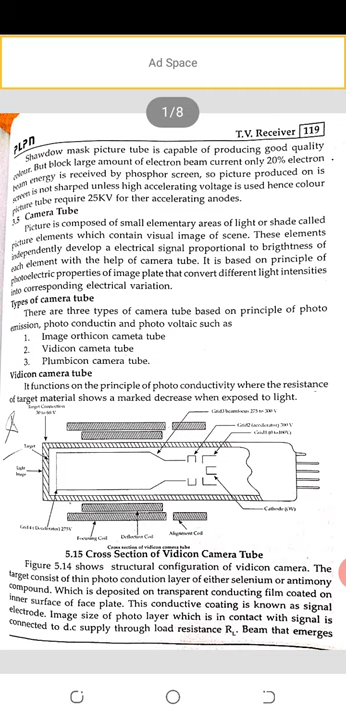 Ad Space
1/8
T.V. Receiver 119
Shawdow mask picture tube is capable of producing good quality
colour. But block large amount of electron beam current only 20% electron
beam energy is received by phosphor screen, so picture produced on is
screen is not sharped unless high accelerating voltage is used hence colour
picture tube require 25KV for ther accelerating anodes.
3.5 Camera Tube
Picture is composed of small elementary areas of light or shade called
picture elements which contain visual image of scene. These elements
independently develop a electrical signal proportional to brigthtness of
each element with the help of camera tube. It is based on principle of
photoelectric properties of image plate that convert different light intensities
into corresponding electrical variation.
Types of camera tube
There are three types of camera tube based on principle of photo
emission, photo conductin and photo voltaic such as
1. Image orthicon cameta tube
2. Vidicon cameta tube
3. Plumbicon camera tube.
Vidicon camera tube
It functions on the principle of photo conductivity where the resistance
of target material shows a marked decrease when exposed to light.
Target Connection
Target
Light
Image
Focusing Coil
Deflection Coil
Alignment Coil
Cross section of vidicon camera tube
5.15 Cross Section of Vidicon Camera Tube
Figure 5.14 shows structural configuration of vidicon camera. The
target consist of thin photo condution layer of either selenium or antimony
compound. Which is deposited on transparent conducting film coated on
inner surface of face plate. This conductive coating is known as signal
electrode. Image size of photo layer which is in contact with signal is
connected to d.c supply through load resistance R_L. Beam that emerges